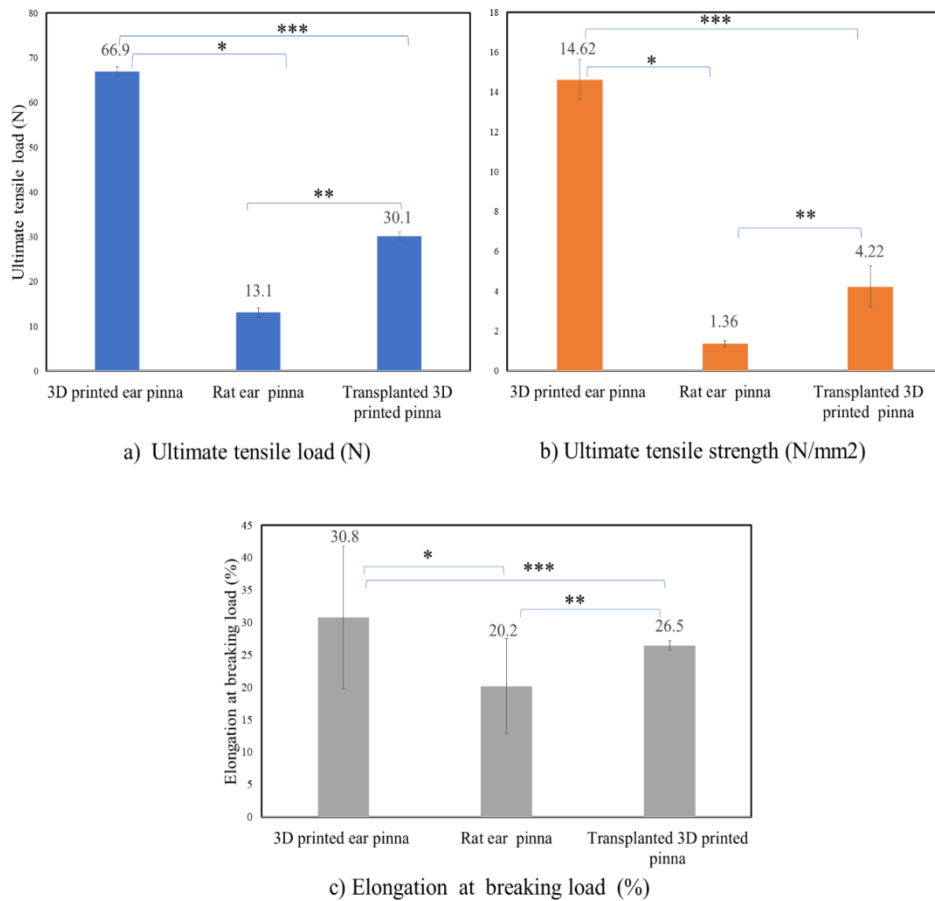 80
70
60
50
40
30
20
10
0
Ultimate tensile load (N)
66.9
***
*
13.1
**
30.1
3D printed ear pinna
Rat ear pinna
Transplanted 3D
printed pinna
a) Ultimate tensile load (N)
18
16
14
12
10
8
6
4
2
0
Ultimate tensile strength (N/mm2)
14.62
***
*
1.36
**
4.22
3D printed ear pinna
Rat ear pinna
Transplanted 3D
printed pinna
b) Ultimate tensile strength (N/mm2)
45
40
35
30
25
20
15
10
5
0
Elongation at breaking load (%)
30.8
*
***
**
20.2
26.5
3D printed ear pinna
Rat ear pinna
Transplanted 3D printed
pinna
c) Elongation at breaking load (%)